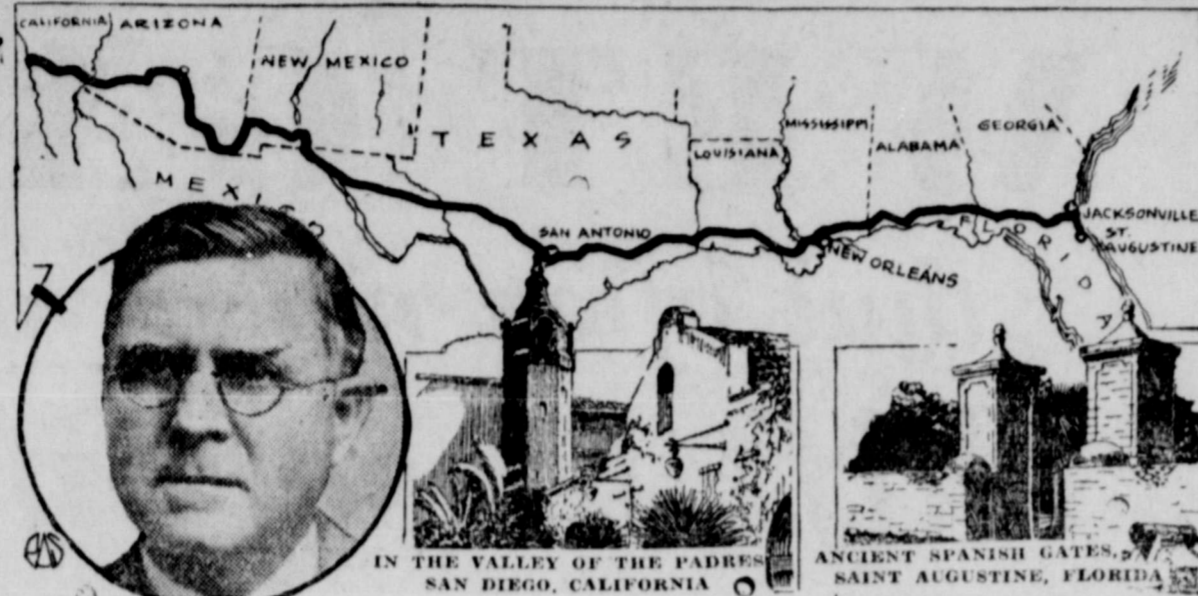 CALIFORNIA
ARIZONA
NEW MEXICO
TEXAS
LOUISIANA
MISSISSIPPI
ALABAMA
GEORGIA
MEXICO
SAN ANTONIO
NEW ORLEANS
FLORIDA
JACKSONVILLE
ST.
AUGUSTINE
IN THE VALLEY OF THE PADRES
SAN DIEGO, CALIFORNIA
ANCIENT SPANISH GATES,
SAINT AUGUSTINE, FLORIDA